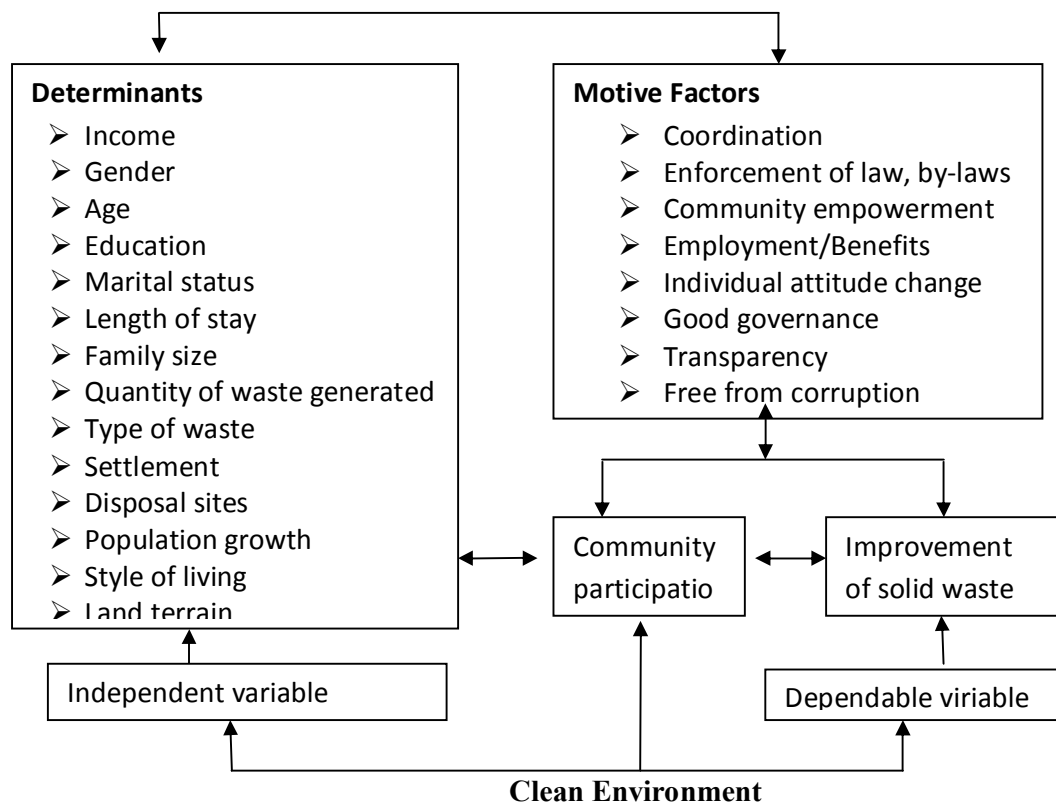 Determinants
Income
Gender
Age
Education
Marital status
Length of stay
Family size
Quantity of waste generated
Type of waste
Settlement
Disposal sites
Population growth
Style of living
Land terrain
Motive Factors
Coordination
Enforcement of law, by-laws
Community empowerment
Employment/Benefits
Individual attitude change
Good governance
Transparency
Free from corruption
Community
participatio
Improvement
of solid waste
Independent variable
Dependable viriable
Clean Environment